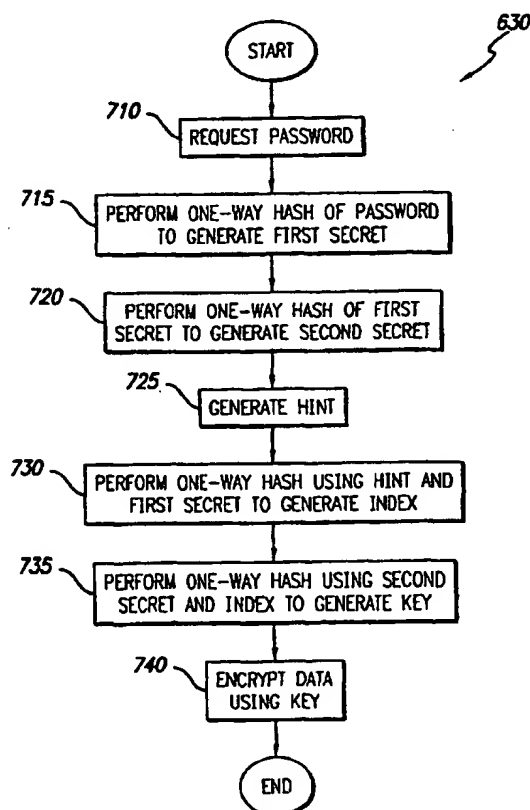 630
START
710
REQUEST PASSWORD
715
PERFORM ONE-WAY HASH OF PASSWORD
TO GENERATE FIRST SECRET
720
PERFORM ONE-WAY HASH OF FIRST
SECRET TO GENERATE SECOND SECRET
725
GENERATE HINT
730
PERFORM ONE-WAY HASH USING HINT AND
FIRST SECRET TO GENERATE INDEX
735
PERFORM ONE-WAY HASH USING SECOND
SECRET AND INDEX TO GENERATE KEY
740
ENCRYPT DATA
USING KEY
END